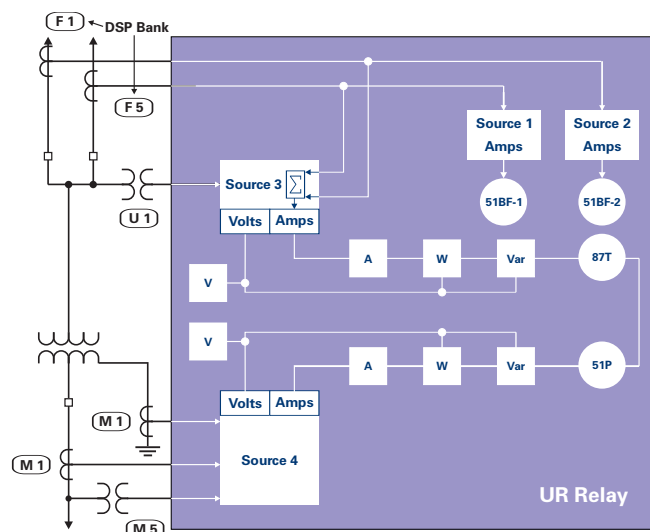 F 1
DSP Bank
F 5
Source 1
Amps
Source 2
Amps
Source 3
Σ
U 1
51BF-1
51BF-2
Volts
Amps
A
W
Var
87T
V
V
A
W
Var
51P
Volts
Amps
M 1
Source 4
M 1
UR Relay
M 5